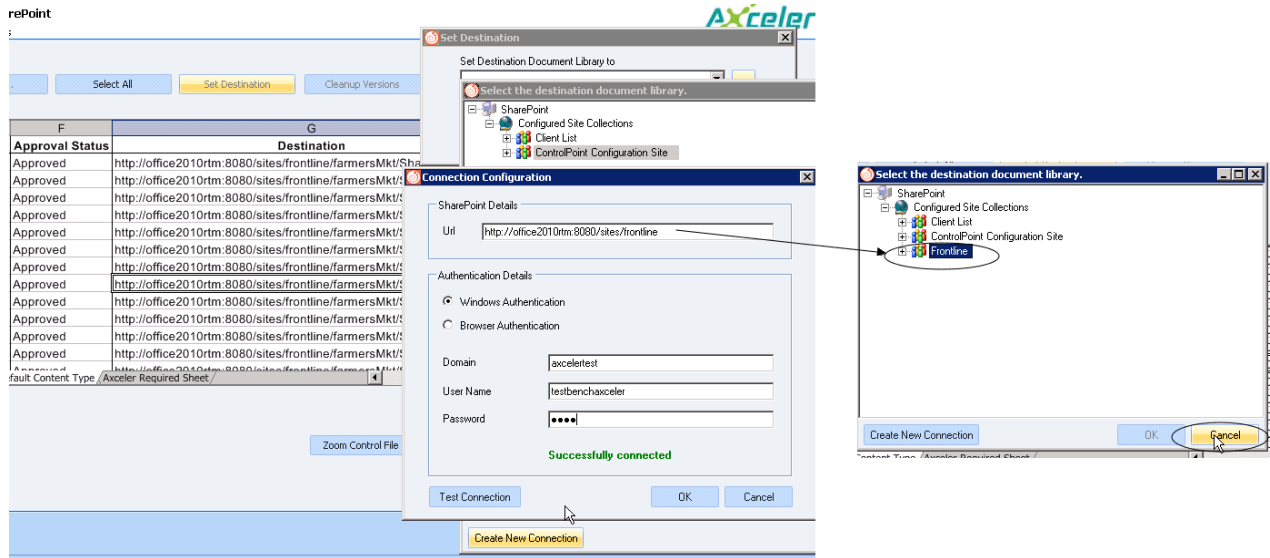 rePoint
Axceler
Set Destination
Set Destination Document Library to
Select All
Set Destination
Cleanup Versions
Select the destination document library.
SharePoint
Configured Site Collections
Client List
ControlPoint Configuration Site
F
G
Approval Status
Destination
Approved
http://office2010rtm:8080/sites/frontline/farmersMkt/Sha
Approved
http://office2010rtm:8080/sites/frontline/farmersMkt/S
Approved
http://office2010rtm:8080/sites/frontline/farmersMkt/S
Approved
http://office2010rtm:8080/sites/frontline/farmersMkt/S
Approved
http://office2010rtm:8080/sites/frontline/farmersMkt/S
Approved
http://office2010rtm:8080/sites/frontline/farmersMkt/S
Approved
http://office2010rtm:8080/sites/frontline/farmersMkt/S
Approved
http://office2010rtm:8080/sites/frontline/farmersMkt/S
Approved
http://office2010rtm:8080/sites/frontline/farmersMkt/S
Approved
http://office2010rtm:8080/sites/frontline/farmersMkt/S
Approved
http://office2010rtm:8080/sites/frontline/farmersMkt/S
Approved
http://office2010rtm:8080/sites/frontline/farmersMkt/S
Approved
http://office2010rtm:8080/sites/frontline/farmersMkt/S
efault Content Type
Axceler Required Sheet
Zoom Control File
Connection Configuration
SharePoint Details
Url
http://office2010rtm:8080/sites/frontline
Authentication Details
Windows Authentication
Browser Authentication
Domain
axcelertest
User Name
testbenchaxceler
Password
••••
Successfully connected
Test Connection
OK
Cancel
Create New Connection
Select the destination document library.
SharePoint
Configured Site Collections
Client List
ControlPoint Configuration Site
Frontline
Create New Connection
OK
Cancel
Content Type
Axceler Required Sheet